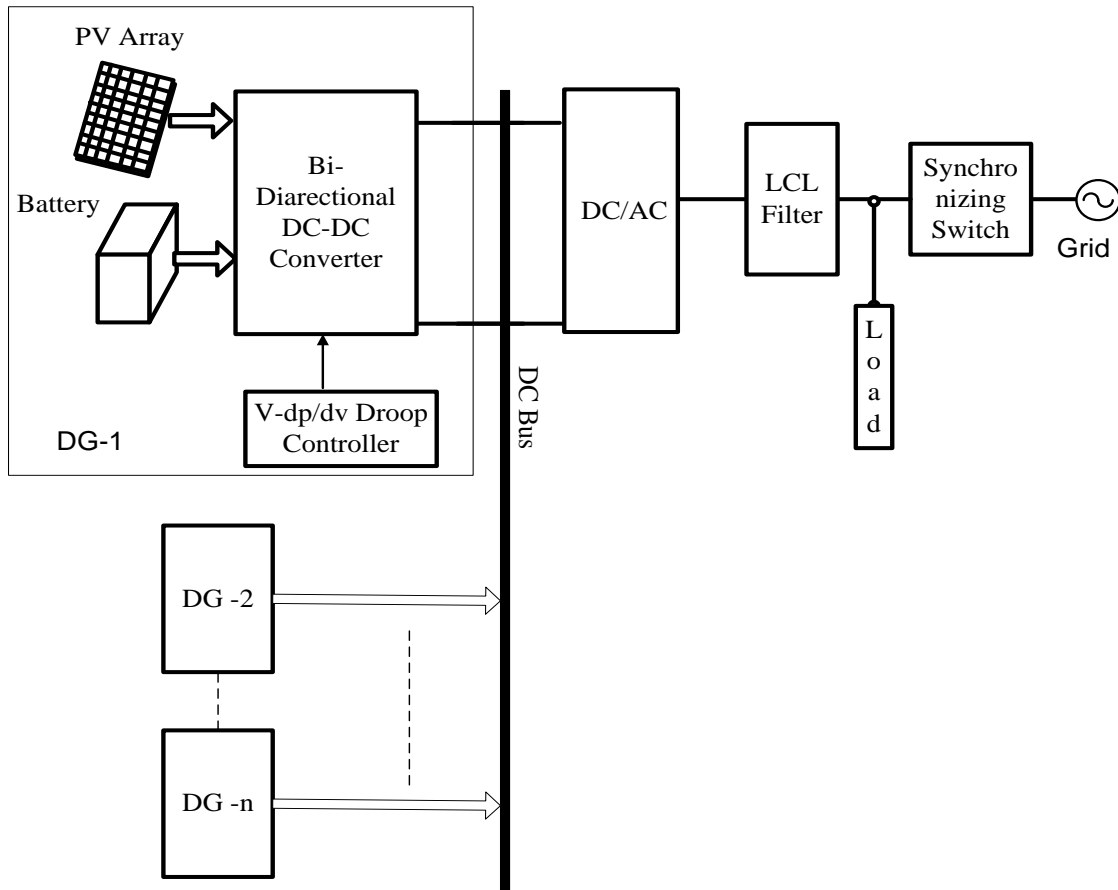 PV Array
Battery
Bi-
Diarectional
DC-DC
Converter
V-dp/dv Droop
Controller
DG-1
DC Bus
DC/AC
LCL
Filter
Synchro
nizing
Switch
Grid
L
o
a
d
DG -2
DG -n